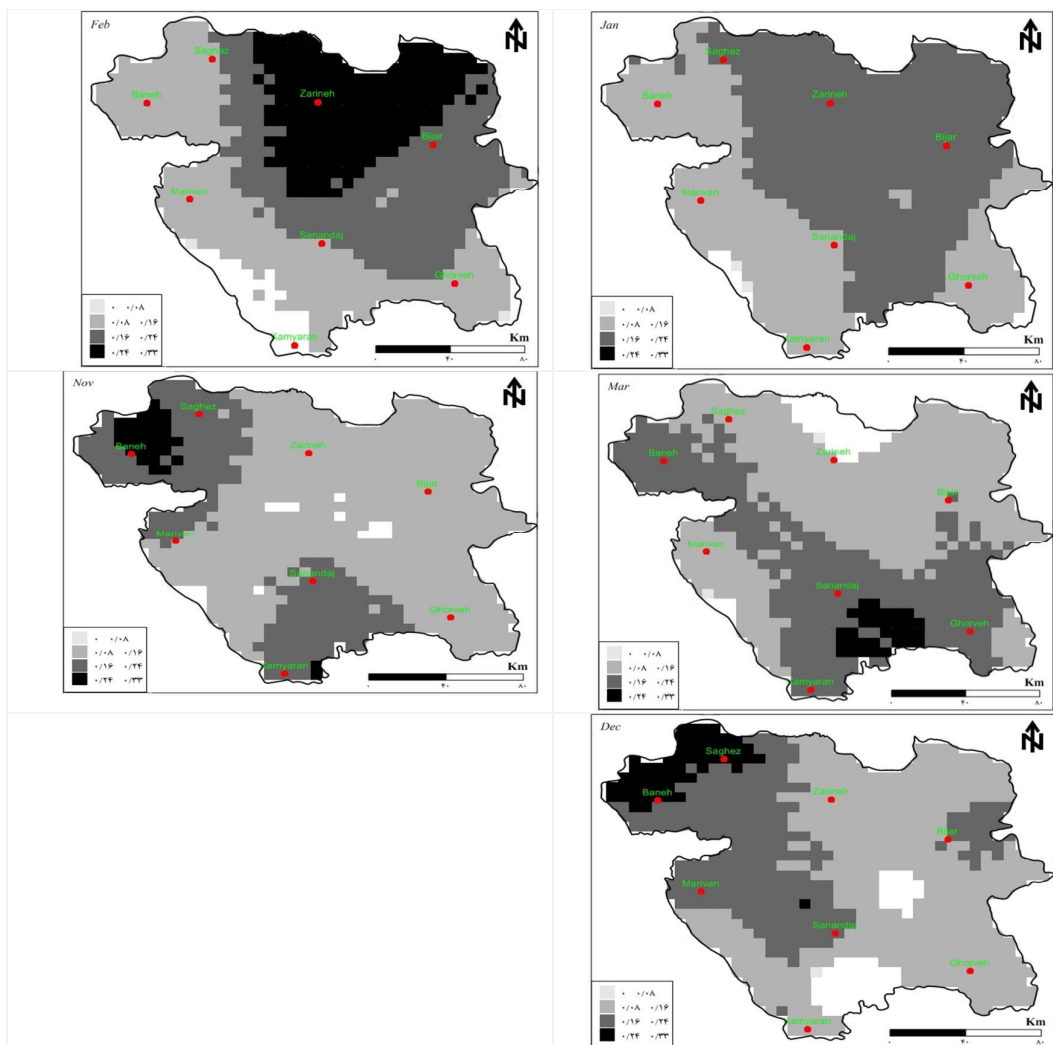 Feb
N
Saghez
Baneh
Zarineh
Bijar
Marivan
Sanandaj
Ghorveh
Kamyaran
۰ ۰/۰۸
۰/۰۸ ۰/۱۶
۰/۱۶ ۰/۲۴
۰/۲۴ ۰/۳۳
Km
۰ ۴۰ ۸۰
Jan
N
Saghez
Baneh
Zarineh
Bijar
Marivan
Sanandaj
Ghorveh
Kamyaran
۰ ۰/۰۸
۰/۰۸ ۰/۱۶
۰/۱۶ ۰/۲۴
۰/۲۴ ۰/۳۳
Km
۰ ۴۰ ۸۰
Nov
N
Saghez
Baneh
Zarineh
Bijar
Marivan
Sanandaj
Ghorveh
Kamyaran
۰ ۰/۰۸
۰/۰۸ ۰/۱۶
۰/۱۶ ۰/۲۴
۰/۲۴ ۰/۳۳
Km
۰ ۴۰ ۸۰
Mar
N
Saghez
Baneh
Zarineh
Bijar
Marivan
Sanandaj
Ghorveh
Kamyaran
۰ ۰/۰۸
۰/۰۸ ۰/۱۶
۰/۱۶ ۰/۲۴
۰/۲۴ ۰/۳۳
Km
۰ ۴۰ ۸۰
Dec
N
Saghez
Baneh
Zarineh
Bijar
Marivan
Sanandaj
Ghorveh
Kamyaran
۰ ۰/۰۸
۰/۰۸ ۰/۱۶
۰/۱۶ ۰/۲۴
۰/۲۴ ۰/۳۳
Km
۰ ۴۰ ۸۰